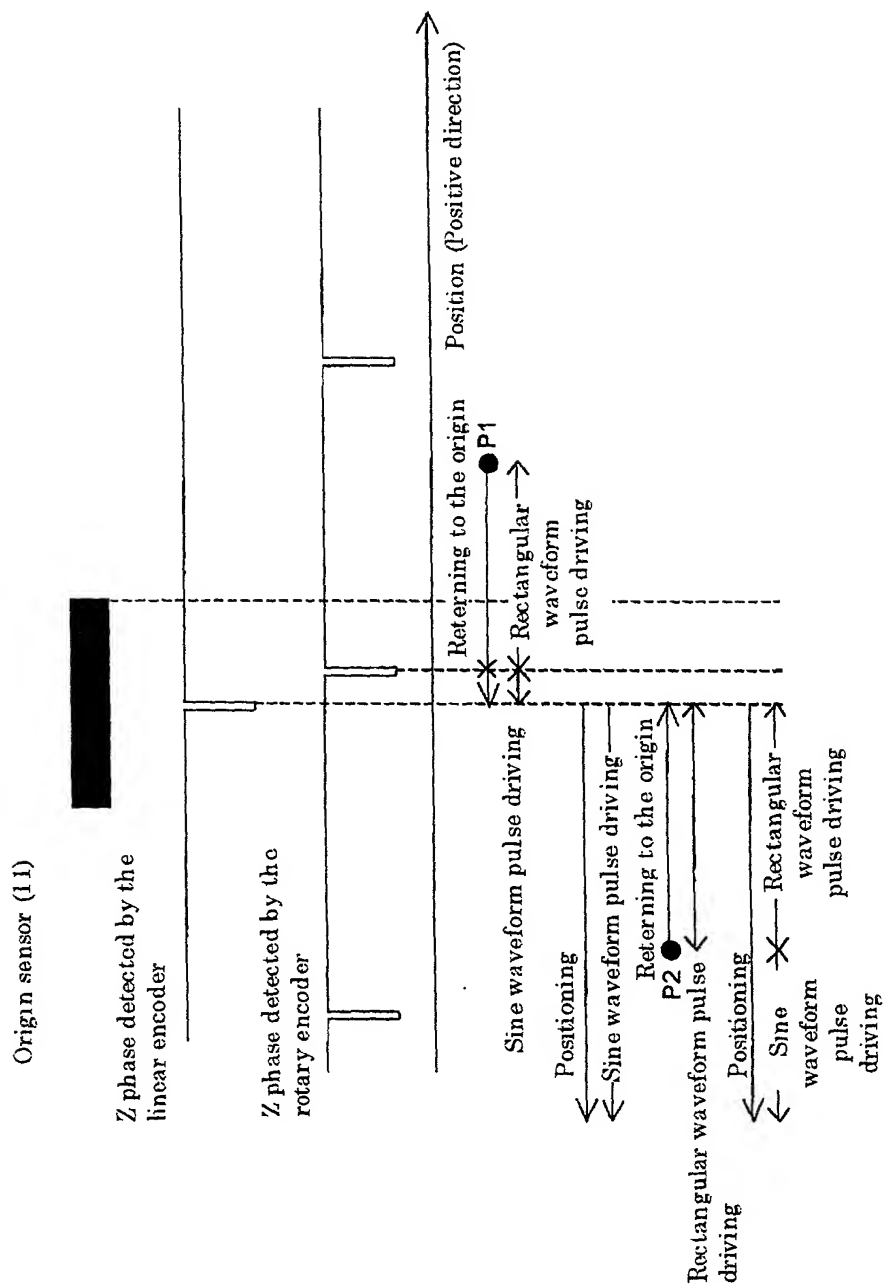 Origin sensor (11)
Z phase detected by the
linear encoder
Z phase detected by the
rotary encoder
Position (Positive direction)
Reterning to the origin
P1
Rectangular
waveform
pulse driving
Sine waveform pulse driving
Positioning
Sine waveform pulse driving
Reterning to the origin
P2
Rectangular waveform pulse
driving
Positioning
Rectangular
waveform
pulse driving
Sine
waveform
pulse
driving